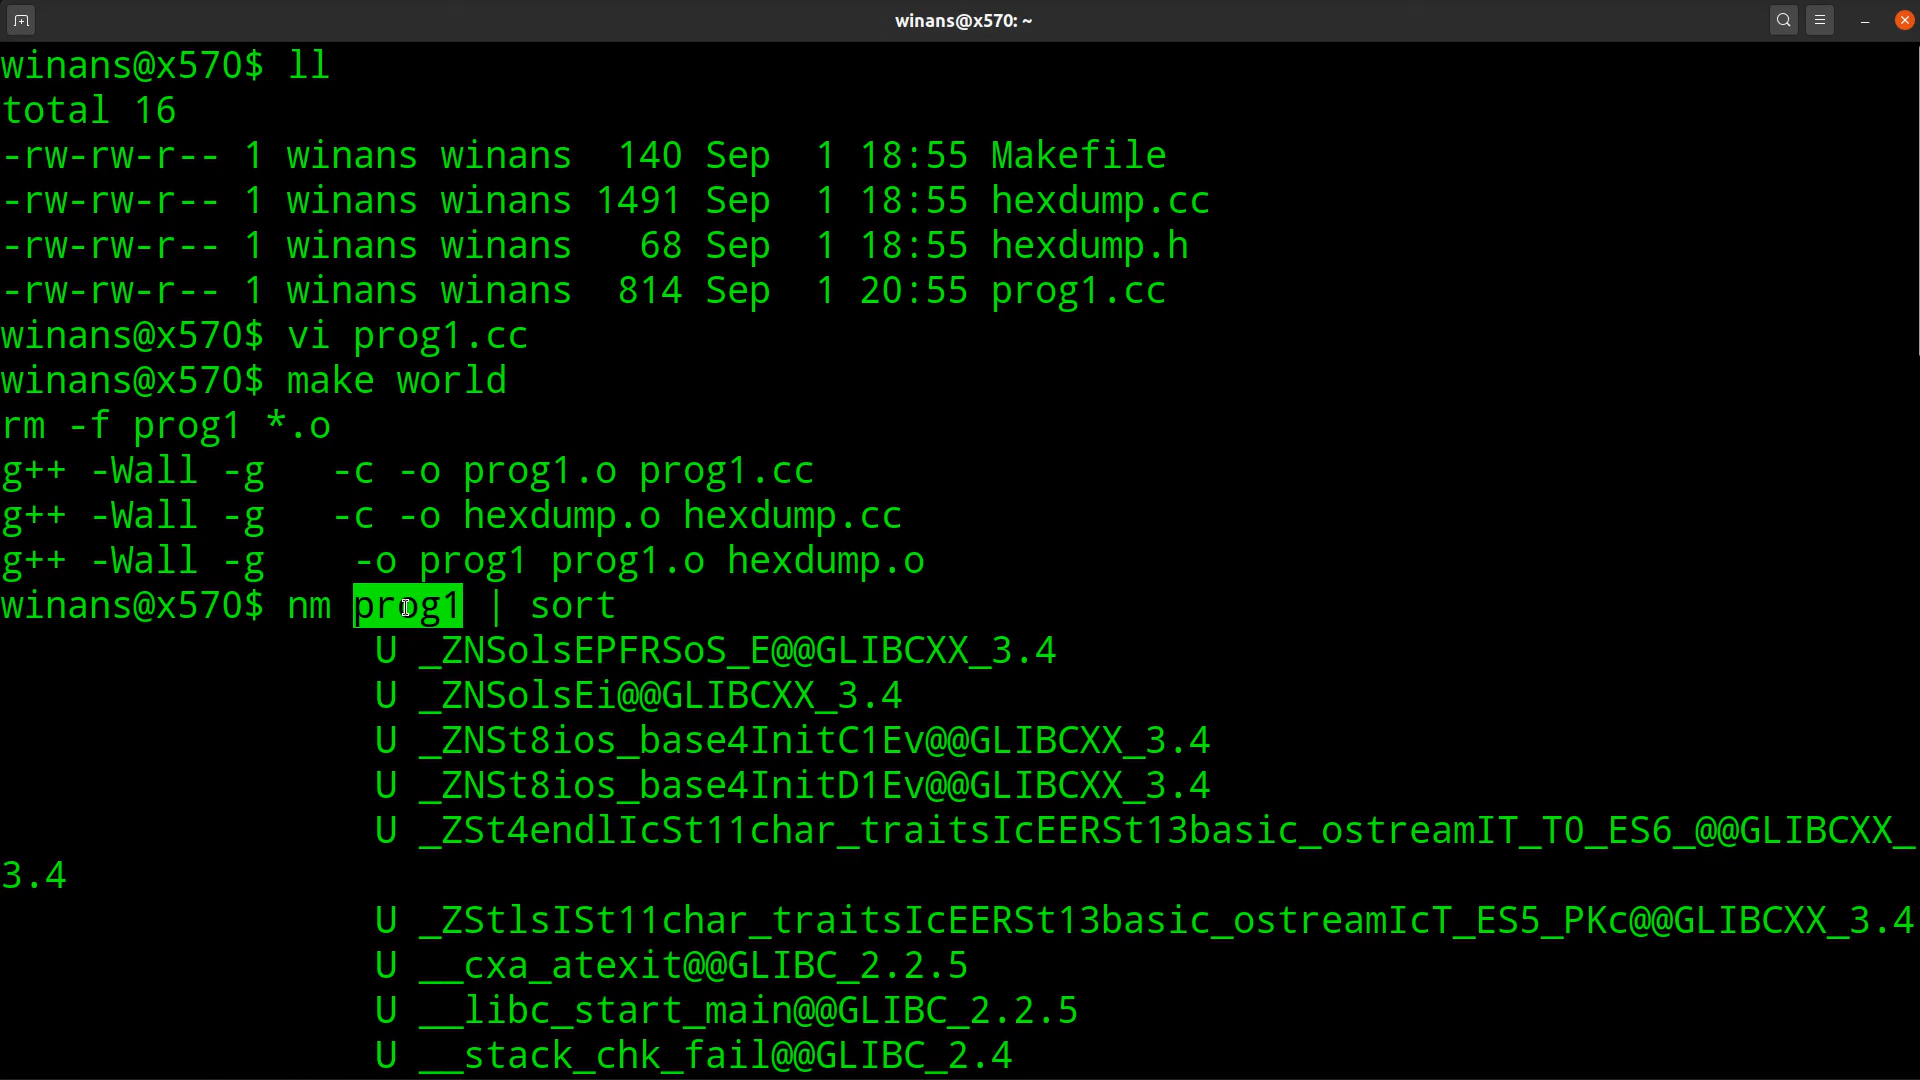 winans@x570: ~
winans@x570$ ll
total 16
-rw-rw-r-- 1 winans winans  140 Sep  1 18:55 Makefile
-rw-rw-r-- 1 winans winans 1491 Sep  1 18:55 hexdump.cc
-rw-rw-r-- 1 winans winans   68 Sep  1 18:55 hexdump.h
-rw-rw-r-- 1 winans winans  814 Sep  1 20:55 prog1.cc
winans@x570$ vi prog1.cc
winans@x570$ make world
rm -f prog1 *.o
g++ -Wall -g   -c -o prog1.o prog1.cc
g++ -Wall -g   -c -o hexdump.o hexdump.cc
g++ -Wall -g    -o prog1 prog1.o hexdump.o
winans@x570$ nm prog1 | sort
                 U _ZNSolsEPFRSoS_E@@GLIBCXX_3.4
                 U _ZNSolsEi@@GLIBCXX_3.4
                 U _ZNSt8ios_base4InitC1Ev@@GLIBCXX_3.4
                 U _ZNSt8ios_base4InitD1Ev@@GLIBCXX_3.4
                 U _ZSt4endlIcSt11char_traitsIcEERSt13basic_ostreamIT_T0_ES6_@@GLIBCXX_
3.4
                 U _ZStlsISt11char_traitsIcEERSt13basic_ostreamIcT_ES5_PKc@@GLIBCXX_3.4
                 U __cxa_atexit@@GLIBC_2.2.5
                 U __libc_start_main@@GLIBC_2.2.5
                 U __stack_chk_fail@@GLIBC_2.4